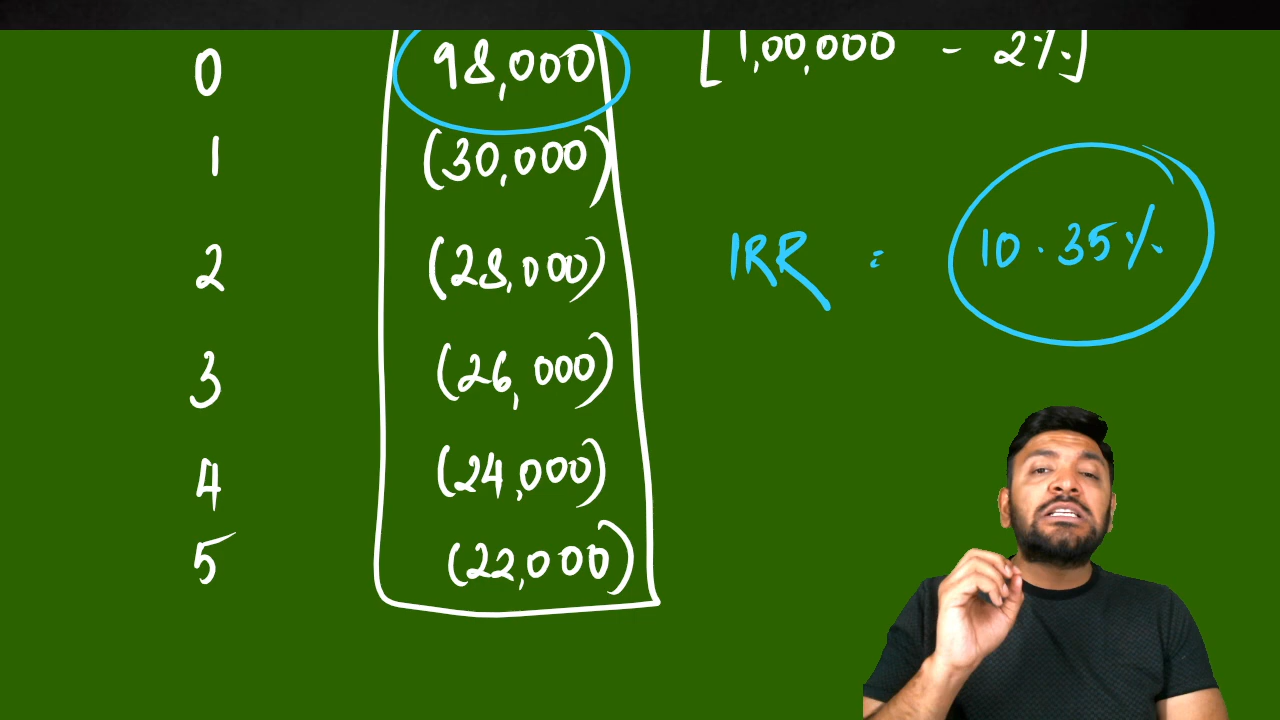 0 98,000 [1,00,000 - 2%]
1 (30,000)
2 (28,000) IRR = 10.35%
3 (26,000)
4 (24,000)
5 (22,000)